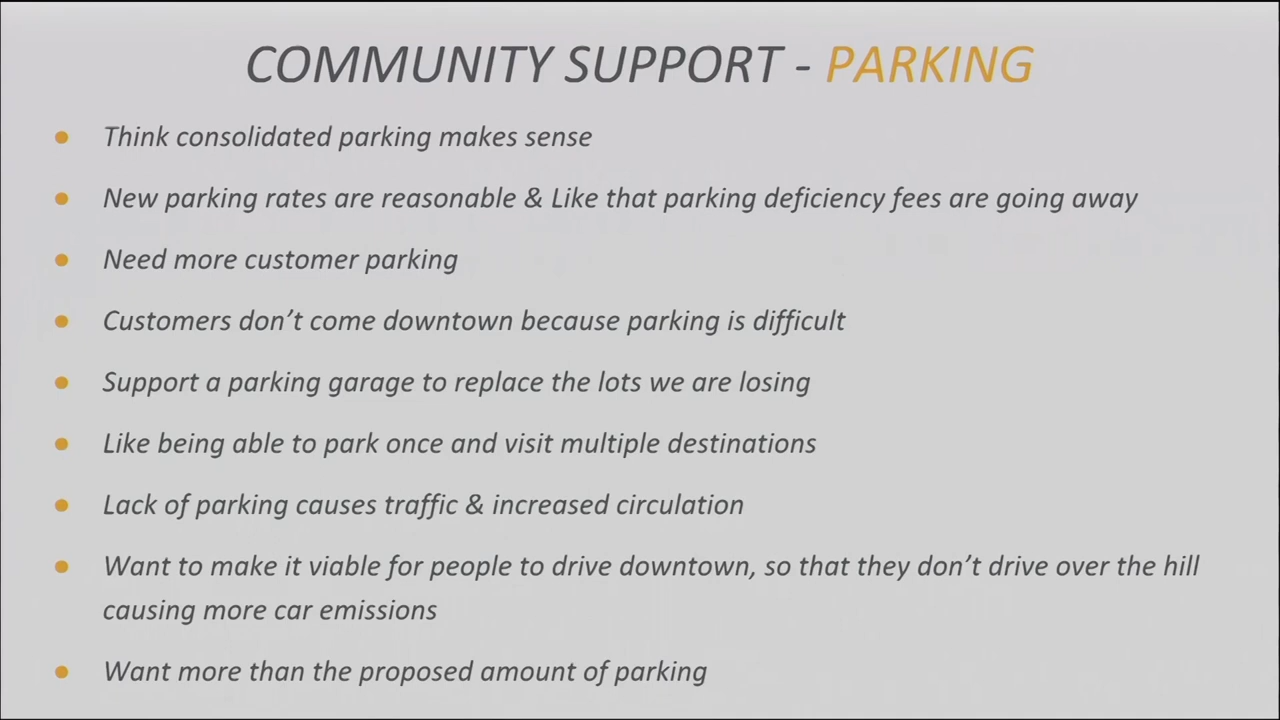 COMMUNITY SUPPORT - PARKING
• Think consolidated parking makes sense
• New parking rates are reasonable & Like that parking deficiency fees are going away
• Need more customer parking
• Customers don’t come downtown because parking is difficult
• Support a parking garage to replace the lots we are losing
• Like being able to park once and visit multiple destinations
• Lack of parking causes traffic & increased circulation
• Want to make it viable for people to drive downtown, so that they don’t drive over the hill
causing more car emissions
• Want more than the proposed amount of parking